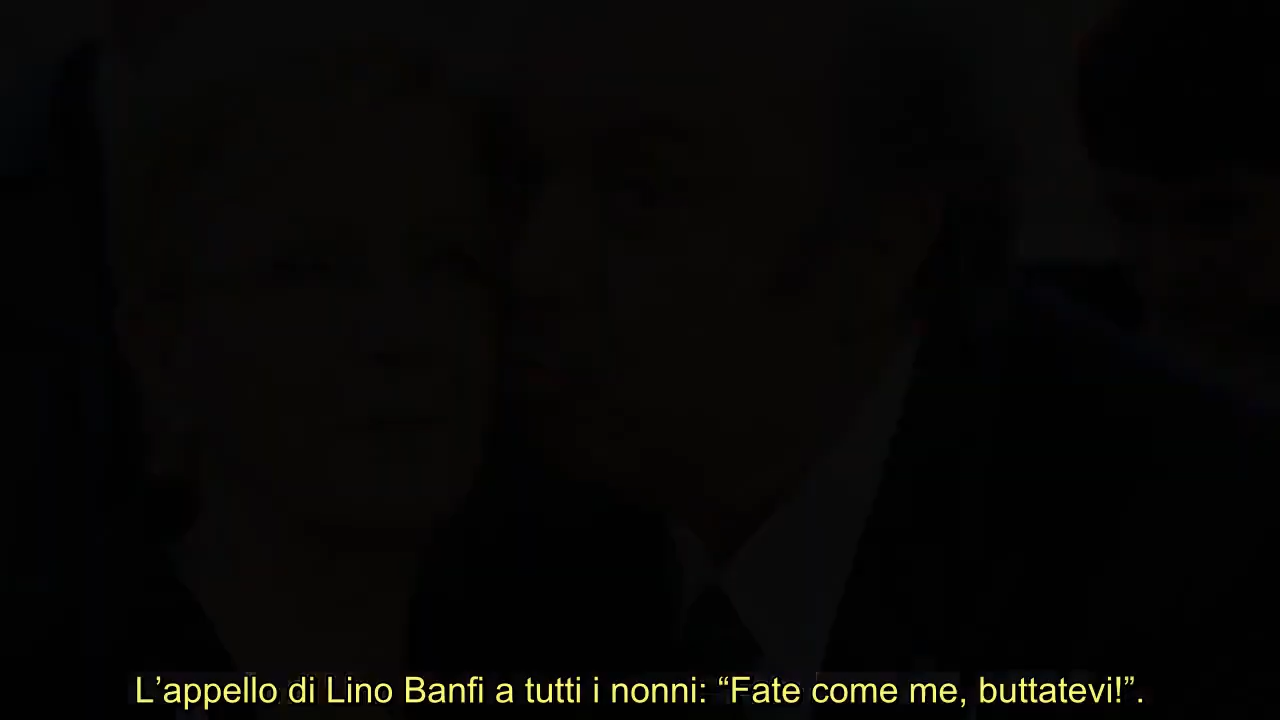 L’appello di Lino Banfi a tutti i nonni: “Fate come me, buttatevi!”.